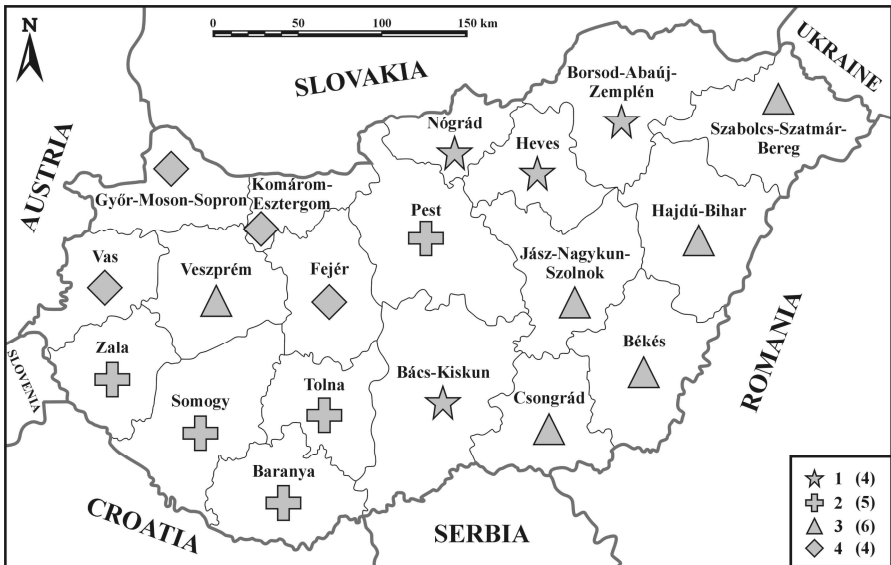 N
0 50 100 150 km
SLOVAKIA
UKRAINE
AUSTRIA
Borsod-Abaúj-
Zemplén
Nógrád
Heves
Szabolcs-Szatmár-
Bereg
Győr-Moson-Sopron
Komárom-
Esztergom
Pest
Hajdú-Bihar
Vas
Veszprém
Fejér
Jász-Nagykun-
Szolnok
ROMANIA
SLOVENIA
Zala
Somogy
Tolna
Bács-Kiskun
Csongrád
Békés
Baranya
CROATIA
SERBIA
1 (4)
2 (5)
3 (6)
4 (4)